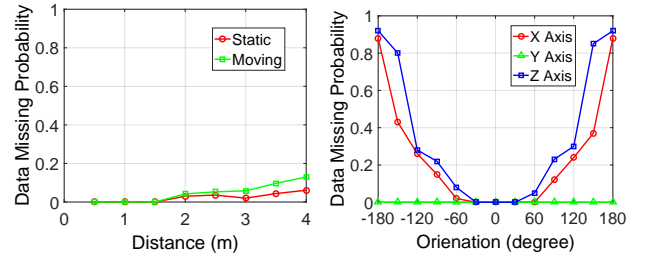 Data Missing Probability
1
0.8
0.6
0.4
0.2
0
0 1 2 3 4
Distance (m)
Static
Moving
Data Missing Probability
1
0.8
0.6
0.4
0.2
0
-180 -120 -60 0 60 120 180
Orienation (degree)
X Axis
Y Axis
Z Axis